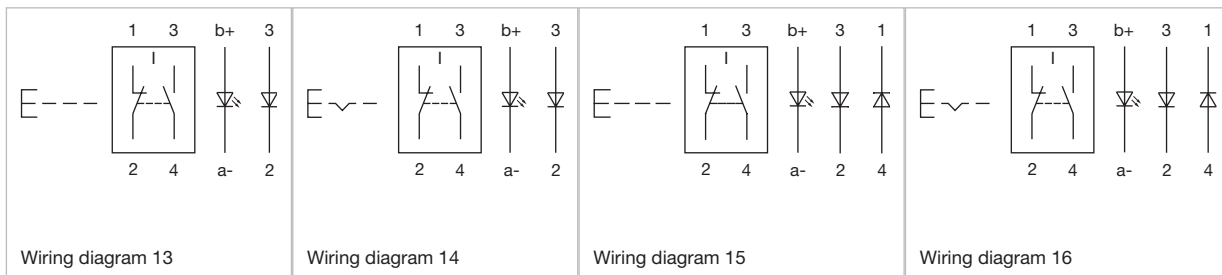 1 3 b+ 3
I
2 4 a- 2
Wiring diagram 13
1 3 b+ 3
I
2 4 a- 2
Wiring diagram 14
1 3 b+ 3 1
I
2 4 a- 2 4
Wiring diagram 15
1 3 b+ 3 1
I
2 4 a- 2 4
Wiring diagram 16